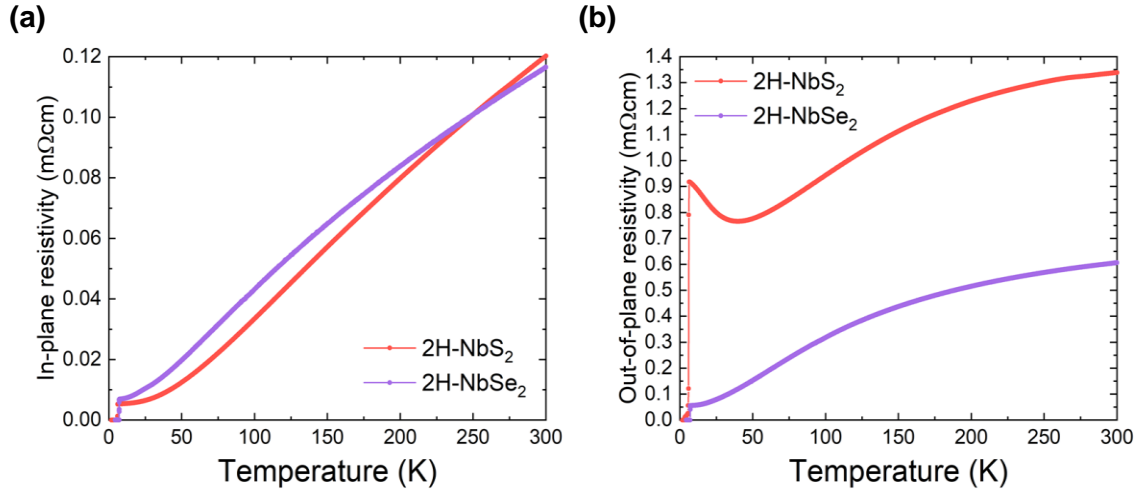 (a)
In-plane resistivity (mΩcm)
0.12
0.10
0.08
0.06
0.04
0.02
0.00
2H-NbS₂
2H-NbSe₂
0 50 100 150 200 250 300
Temperature (K)
(b)
Out-of-plane resistivity (mΩcm)
1.4
1.3
1.2
1.1
1.0
0.9
0.8
0.7
0.6
0.5
0.4
0.3
0.2
0.1
0.0
2H-NbS₂
2H-NbSe₂
0 50 100 150 200 250 300
Temperature (K)